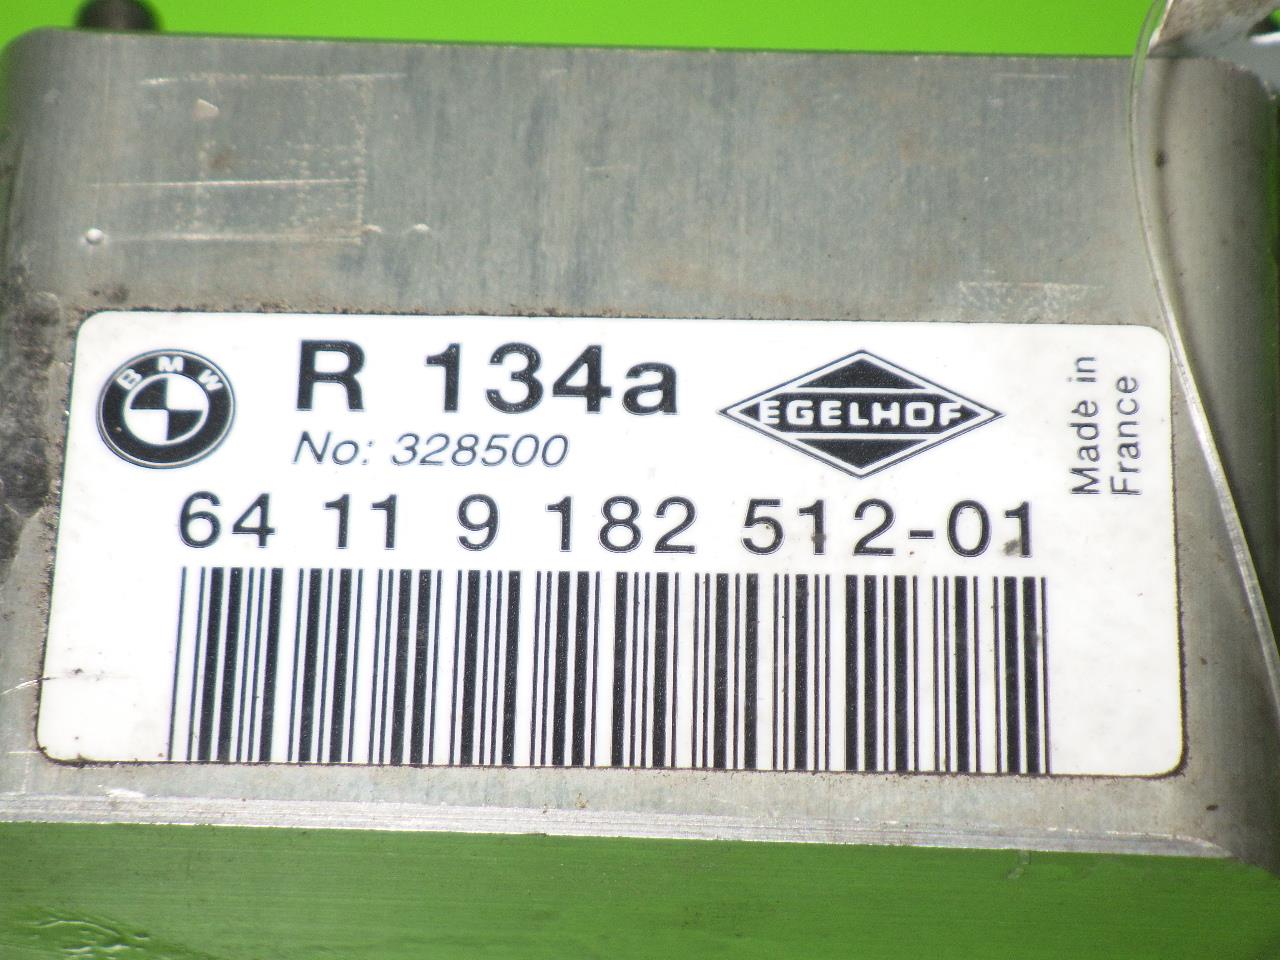 BMW
R 134a
EGELHOF
No: 328500
Made in
France
64 11 9 182 512-01